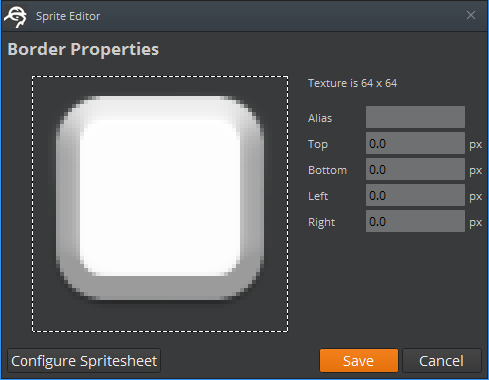 Sprite Editor
Border Properties
Texture is 64 x 64
Alias
Top 0.0 px
Bottom 0.0 px
Left 0.0 px
Right 0.0 px
Configure Spritesheet Save Cancel